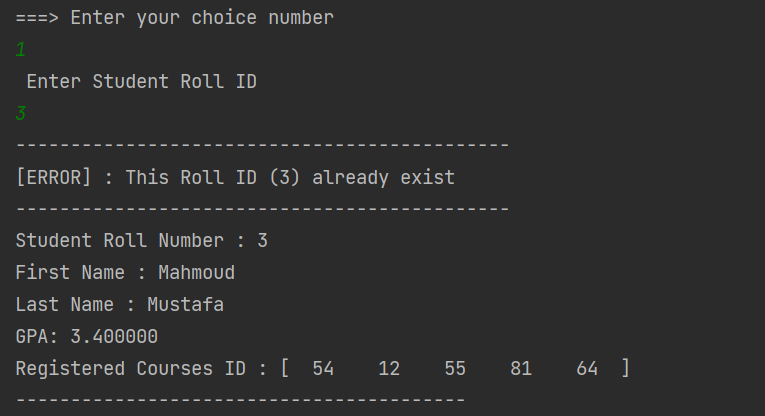 ===> Enter your choice number
1
Enter Student Roll ID
3
---------------------------------------------
[ERROR] : This Roll ID (3) already exist
---------------------------------------------
Student Roll Number : 3
First Name : Mahmoud
Last Name : Mustafa
GPA: 3.400000
Registered Courses ID : [  54    12    55    81    64  ]
-----------------------------------------